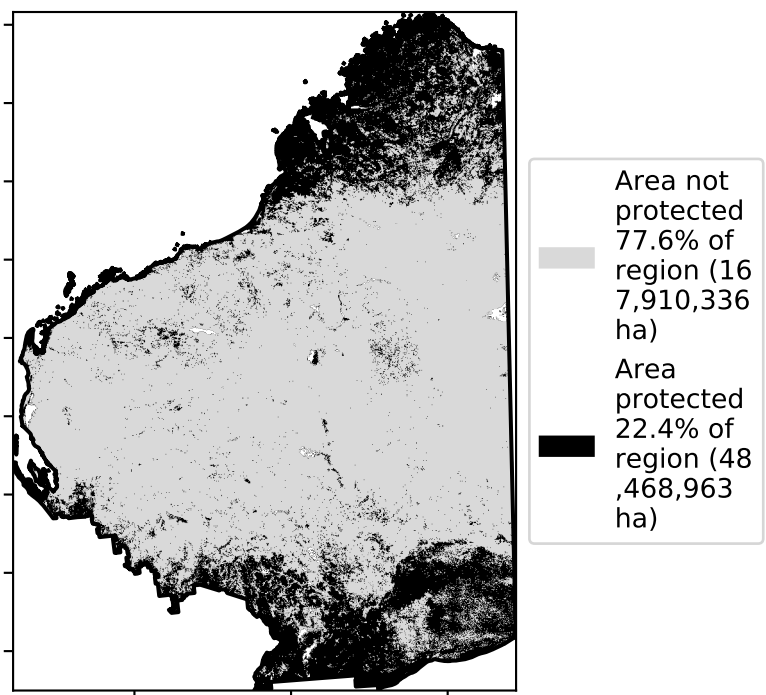 Area not
protected
77.6% of
region (16
7,910,336
ha)
Area
protected
22.4% of
region (48
,468,963
ha)